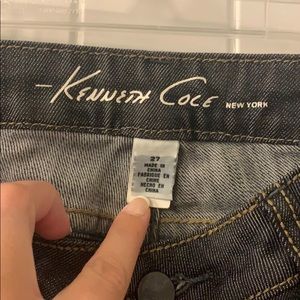 Kenneth Cole NEW YORK
27
MADE IN
CHINA
FABRIQUE EN
CHINE
HECHO EN
CHINA